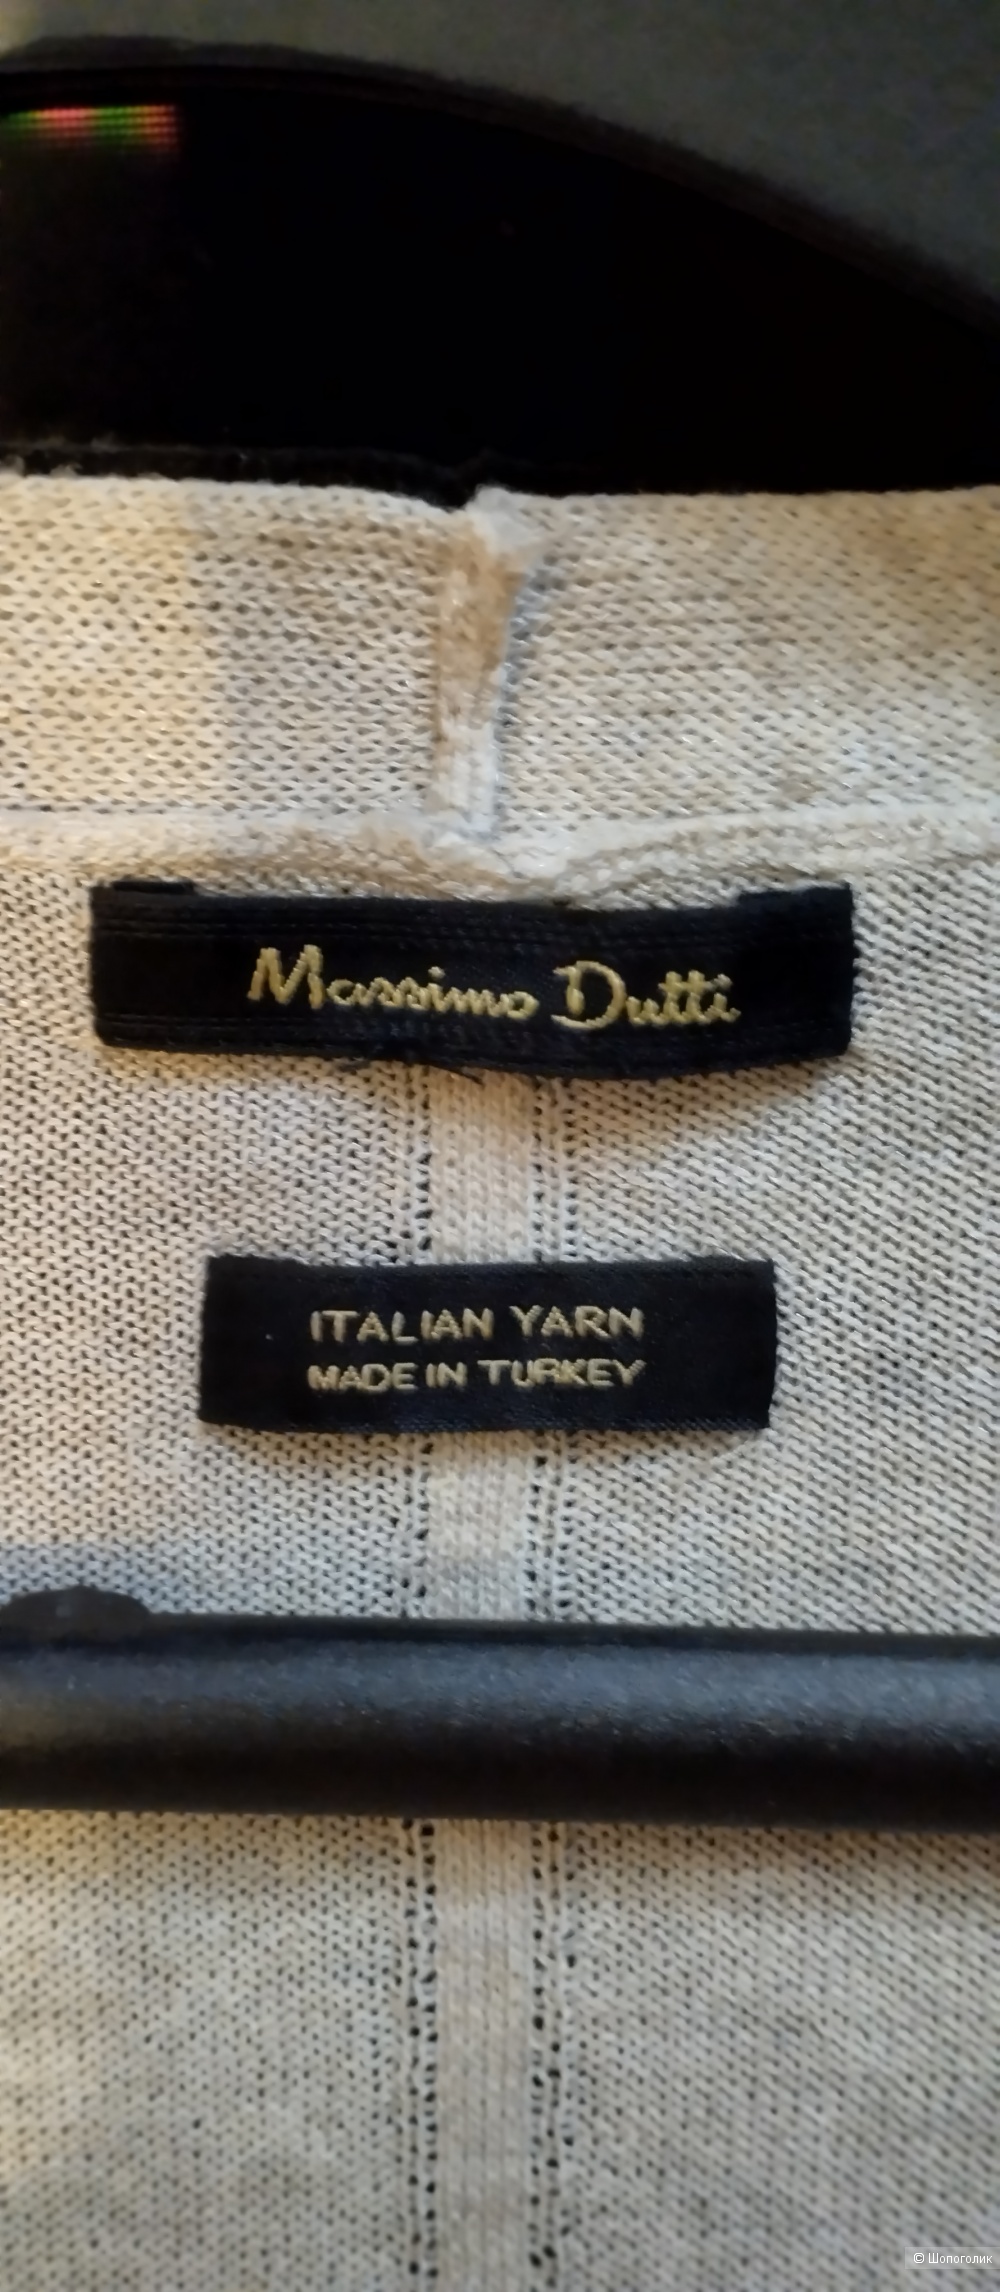 Massimo Dutti
ITALIAN YARN
MADE IN TURKEY
© Шопоголик